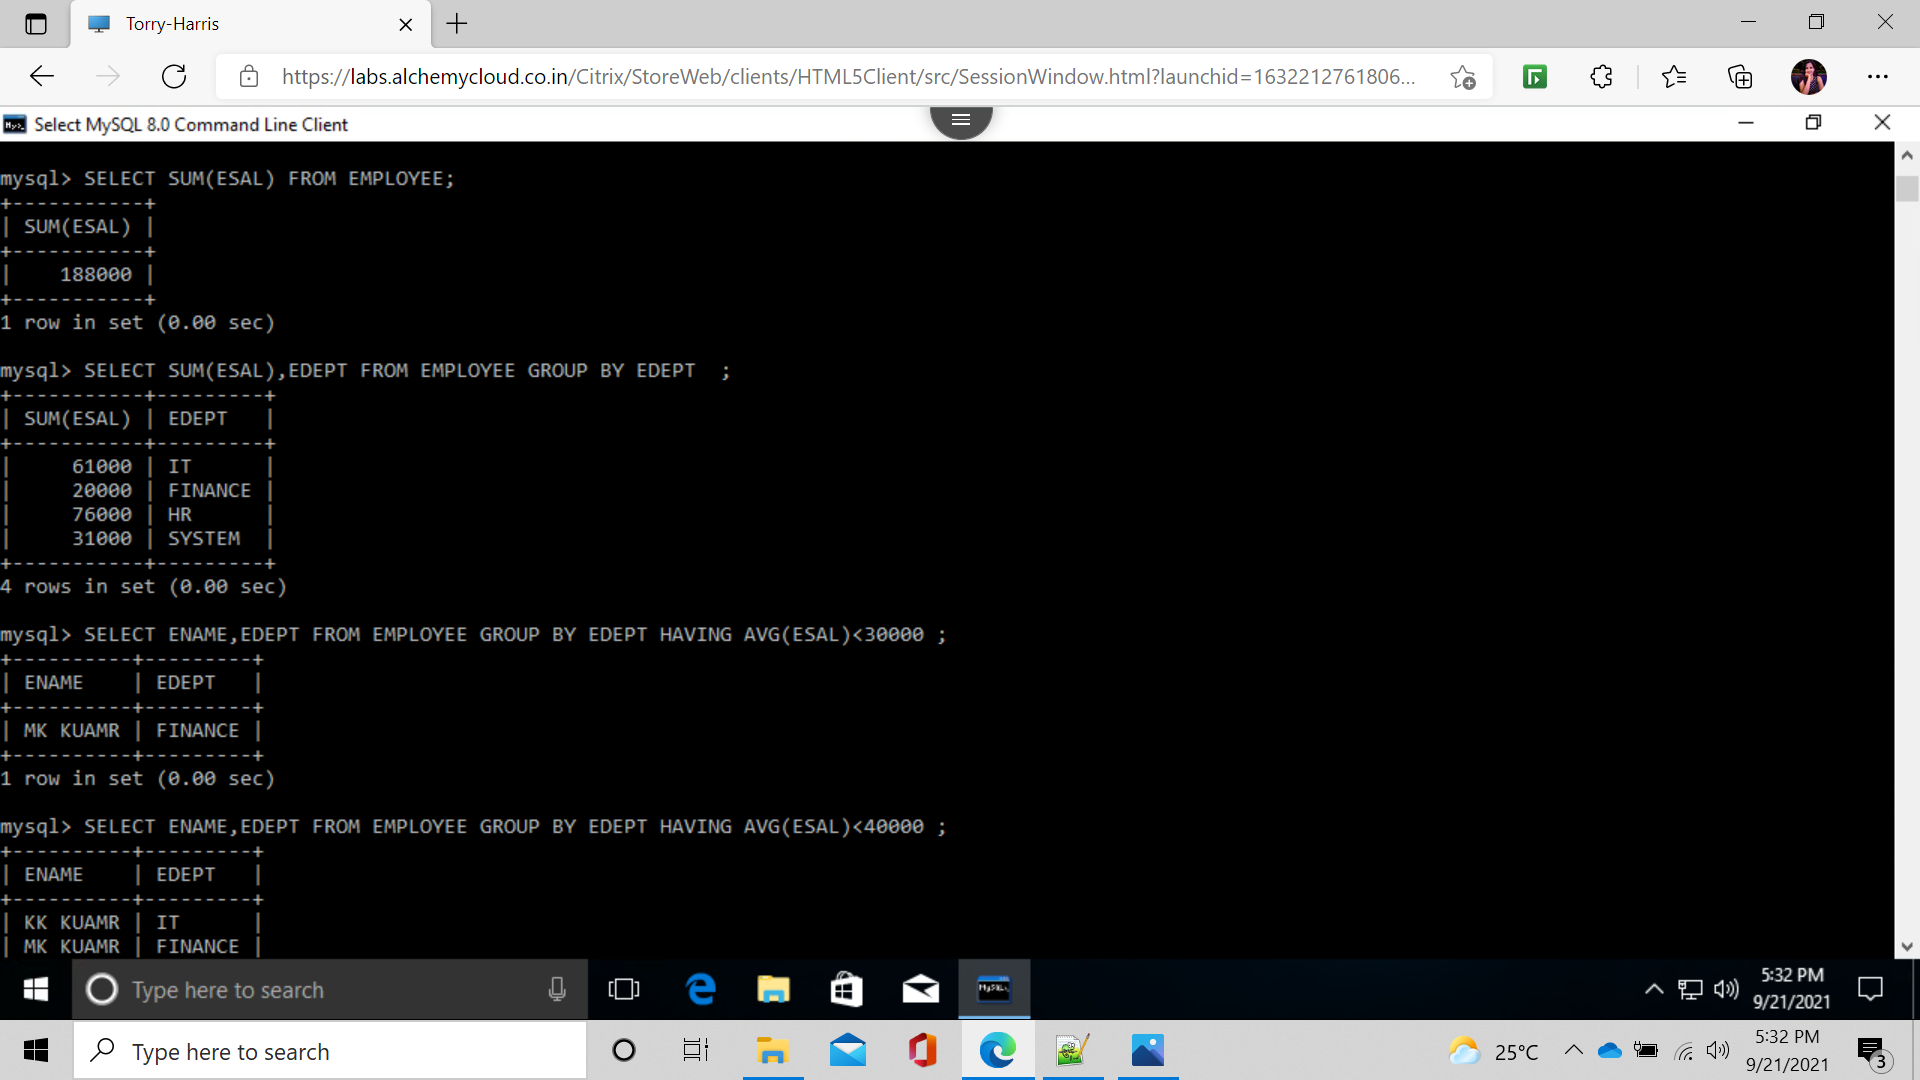 Torry-Harris
https://labs.alchemycloud.co.in/Citrix/StoreWeb/clients/HTML5Client/src/SessionWindow.html?launchid=1632212761806...
Select MySQL 8.0 Command Line Client
mysql> SELECT SUM(ESAL) FROM EMPLOYEE;
+-----------+
| SUM(ESAL) |
+-----------+
|    188000 |
+-----------+
1 row in set (0.00 sec)
mysql> SELECT SUM(ESAL),EDEPT FROM EMPLOYEE GROUP BY EDEPT  ;
+-----------+---------+
| SUM(ESAL) | EDEPT   |
+-----------+---------+
|     61000 | IT      |
|     20000 | FINANCE |
|     76000 | HR      |
|     31000 | SYSTEM  |
+-----------+---------+
4 rows in set (0.00 sec)
mysql> SELECT ENAME,EDEPT FROM EMPLOYEE GROUP BY EDEPT HAVING AVG(ESAL)<30000 ;
+----------+---------+
| ENAME    | EDEPT   |
+----------+---------+
| MK KUAMR | FINANCE |
+----------+---------+
1 row in set (0.00 sec)
mysql> SELECT ENAME,EDEPT FROM EMPLOYEE GROUP BY EDEPT HAVING AVG(ESAL)<40000 ;
+----------+---------+
| ENAME    | EDEPT   |
+----------+---------+
| KK KUAMR | IT      |
| MK KUAMR | FINANCE |
Type here to search
5:32 PM
9/21/2021
Type here to search
25°C
5:32 PM
9/21/2021
3